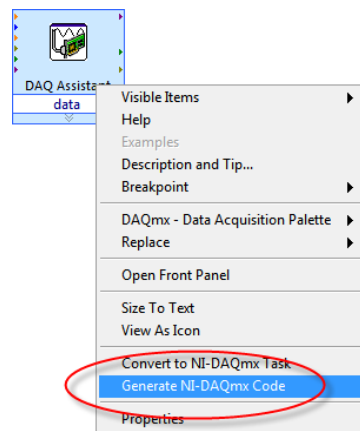 DAQ Assistant
data
Visible Items
Help
Examples
Description and Tip...
Breakpoint
DAQmx - Data Acquisition Palette
Replace
Open Front Panel
Size To Text
View As Icon
Convert to NI-DAQmx Task
Generate NI-DAQmx Code
Properties